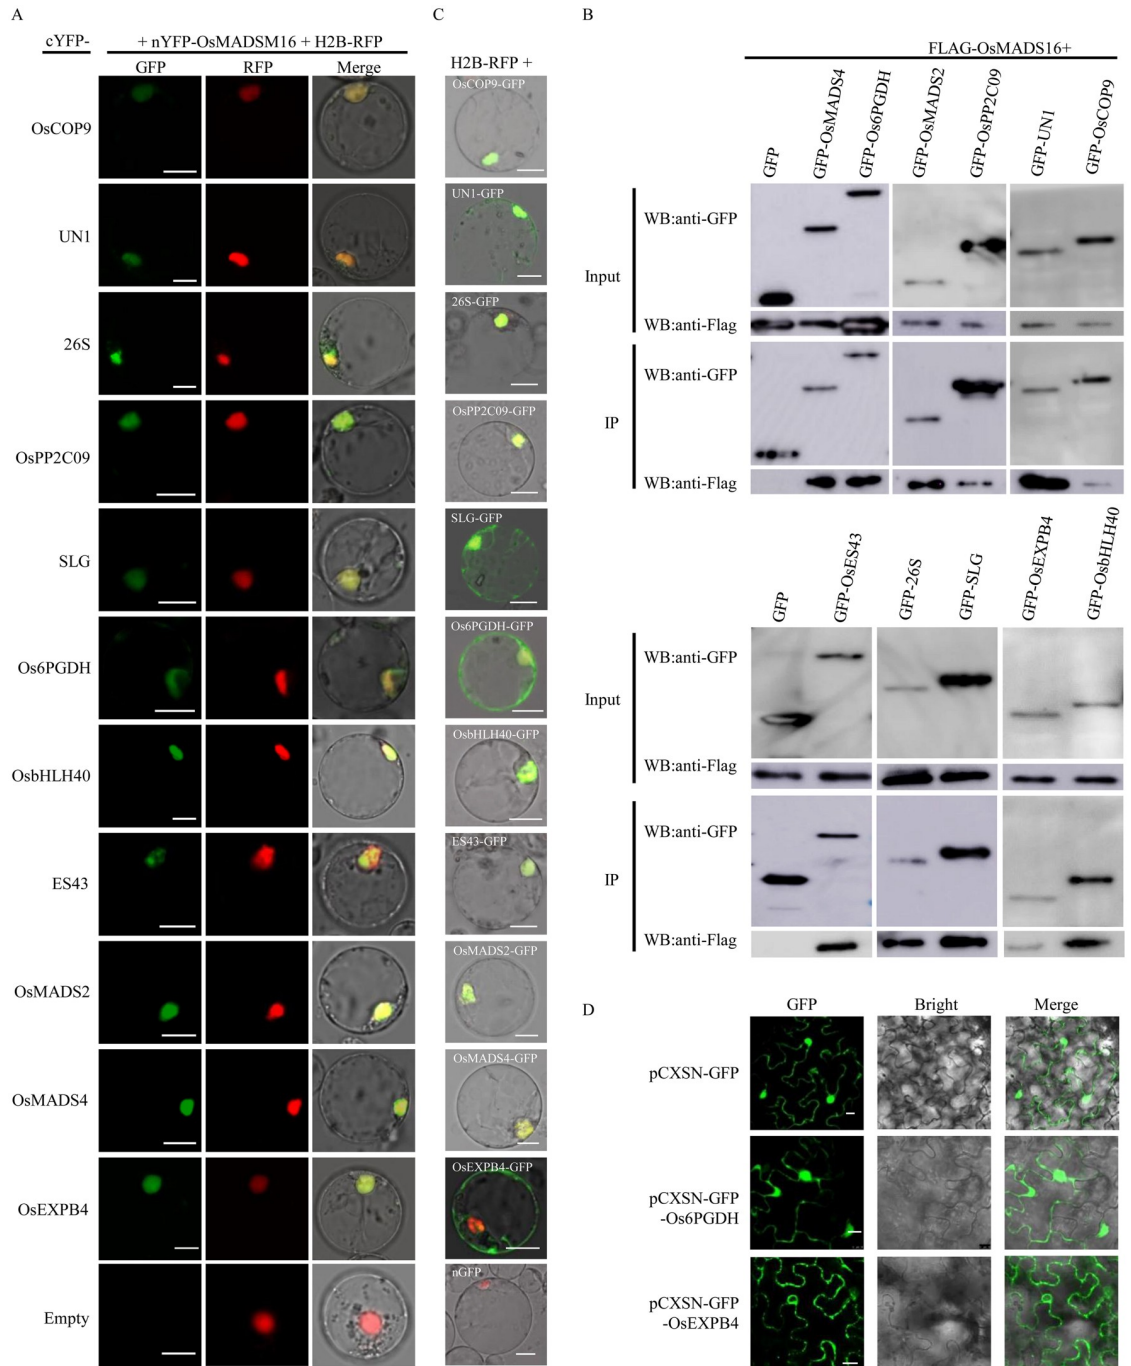 A
cYFP-
+ nYFP-OsMADSM16 + H2B-RFP
GFP
RFP
Merge
OsCOP9
UN1
26S
OsPP2C09
SLG
Os6PGDH
OsbHLH40
ES43
OsMADS2
OsMADS4
OsEXPB4
Empty
C
H2B-RFP +
OsCOP9-GFP
UN1-GFP
26S-GFP
OsPP2C09-GFP
SLG-GFP
Os6PGDH-GFP
OsbHLH40-GFP
ES43-GFP
OsMADS2-GFP
OsMADS4-GFP
OsEXPB4-GFP
nGFP
B
FLAG-OsMADS16+
GFP
GFP-OsMADS4
GFP-Os6PGDH
GFP-OsMADS2
GFP-OsPP2C09
GFP-UN1
GFP-OsCOP9
Input
WB:anti-GFP
WB:anti-Flag
IP
WB:anti-GFP
WB:anti-Flag
GFP
GFP-OsES43
GFP-26S
GFP-SLG
GFP-OsEXPB4
GFP-OsbHLH40
Input
WB:anti-GFP
WB:anti-Flag
IP
WB:anti-GFP
WB:anti-Flag
D
GFP
Bright
Merge
pCXSN-GFP
pCXSN-GFP
-Os6PGDH
pCXSN-GFP
-OsEXPB4